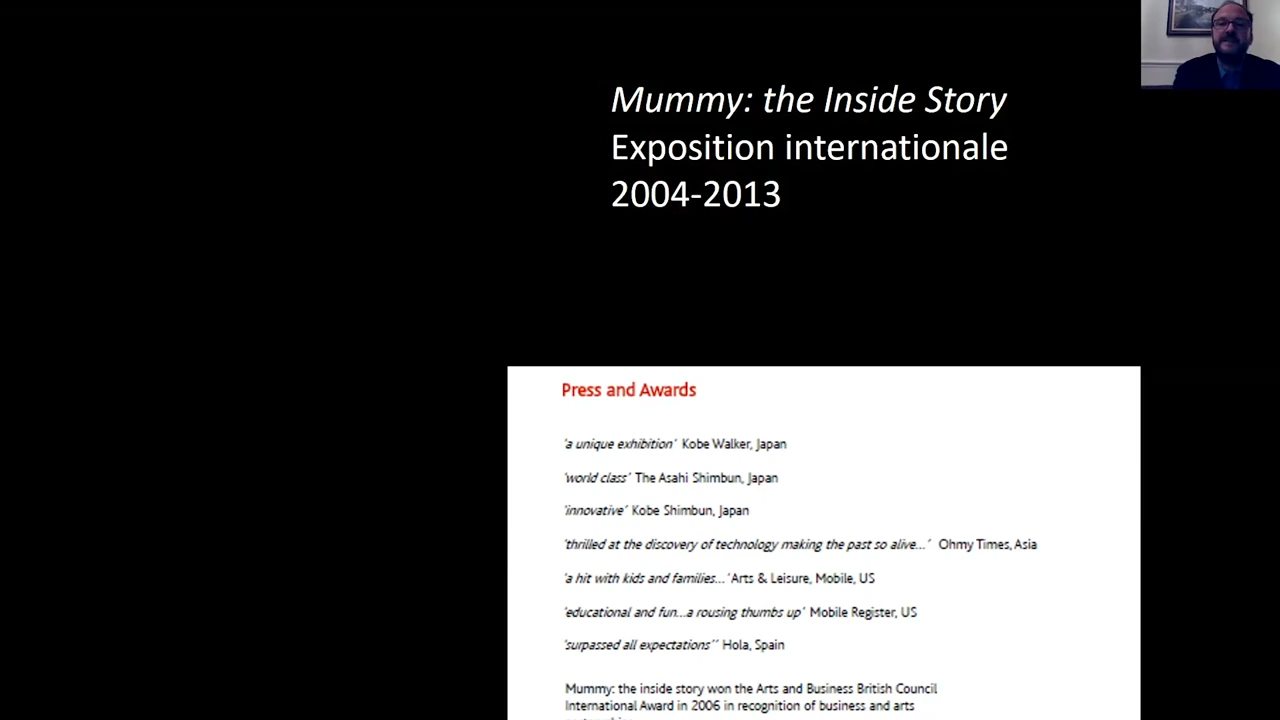 Mummy: the Inside Story
Exposition internationale
2004-2013
Press and Awards
'a unique exhibition' Kobe Walker, Japan
'world class' The Asahi Shimbun, Japan
'innovative' Kobe Shimbun, Japan
'thrilled at the discovery of technology making the past so alive...' Ohmy Times, Asia
'a hit with kids and families...' Arts & Leisure, Mobile, US
'educational and fun...a rousing thumbs up' Mobile Register, US
'surpassed all expectations'' Hola, Spain
Mummy: the inside story won the Arts and Business British Council
International Award in 2006 in recognition of business and arts